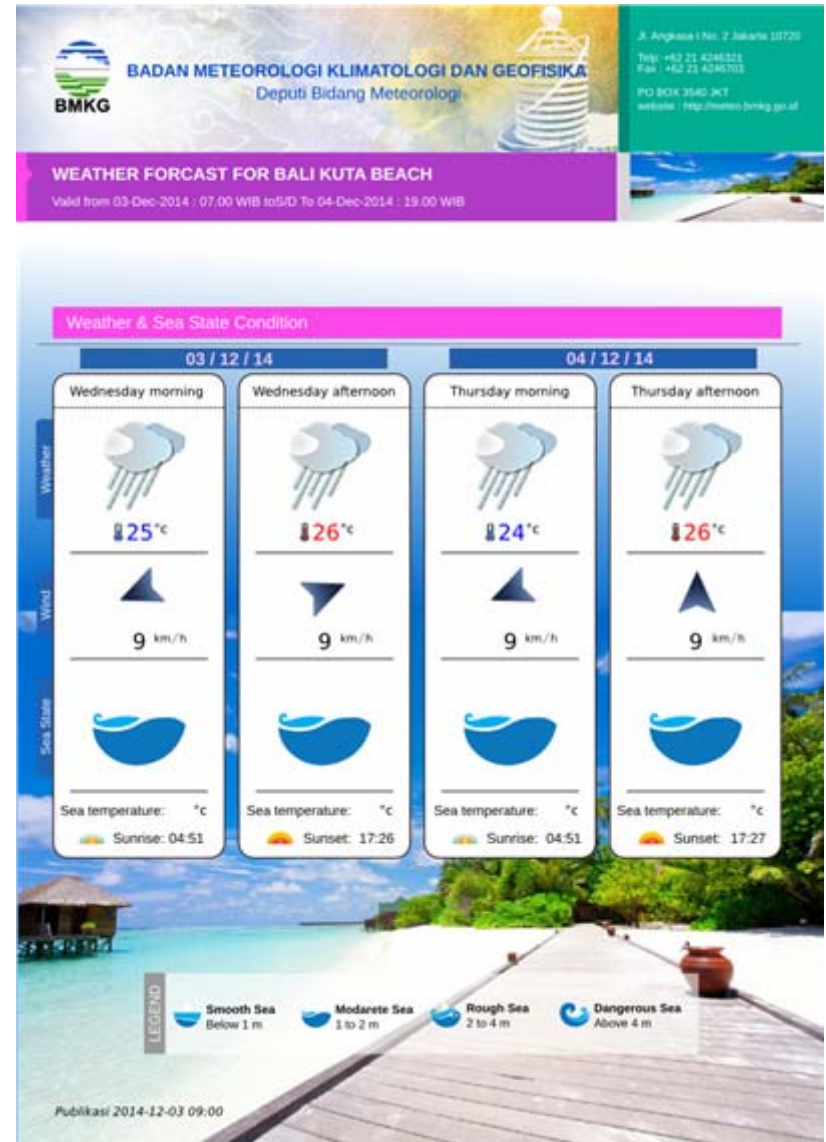 BMKG
BADAN METEOROLOGI KLIMATOLOGI DAN GEOFISIKA
Deputi Bidang Meteorologi
Jl. Angkasa I No. 2 Jakarta 10720
Telp: +62 21 4246321
Fax : +62 21 4246703
PO BOX 3540 JKT
website : http://meteo.bmkg.go.id
WEATHER FORCAST FOR BALI KUTA BEACH
Valid from 03-Dec-2014 : 07.00 WIB toS/D To 04-Dec-2014 : 19.00 WIB
Weather & Sea State Condition
03 / 12 / 14
04 / 12 / 14
Wednesday morning
Wednesday afternoon
Thursday morning
Thursday afternoon
Weather
25 °c
26 °c
24 °c
26 °c
Wind
9 km/h
9 km/h
9 km/h
9 km/h
Sea State
Sea temperature: °c
Sea temperature: °c
Sea temperature: °c
Sea temperature: °c
Sunrise: 04:51
Sunset: 17:26
Sunrise: 04:51
Sunset: 17:27
LEGEND
Smooth Sea
Below 1 m
Modarete Sea
1 to 2 m
Rough Sea
2 to 4 m
Dangerous Sea
Above 4 m
Publikasi 2014-12-03 09:00